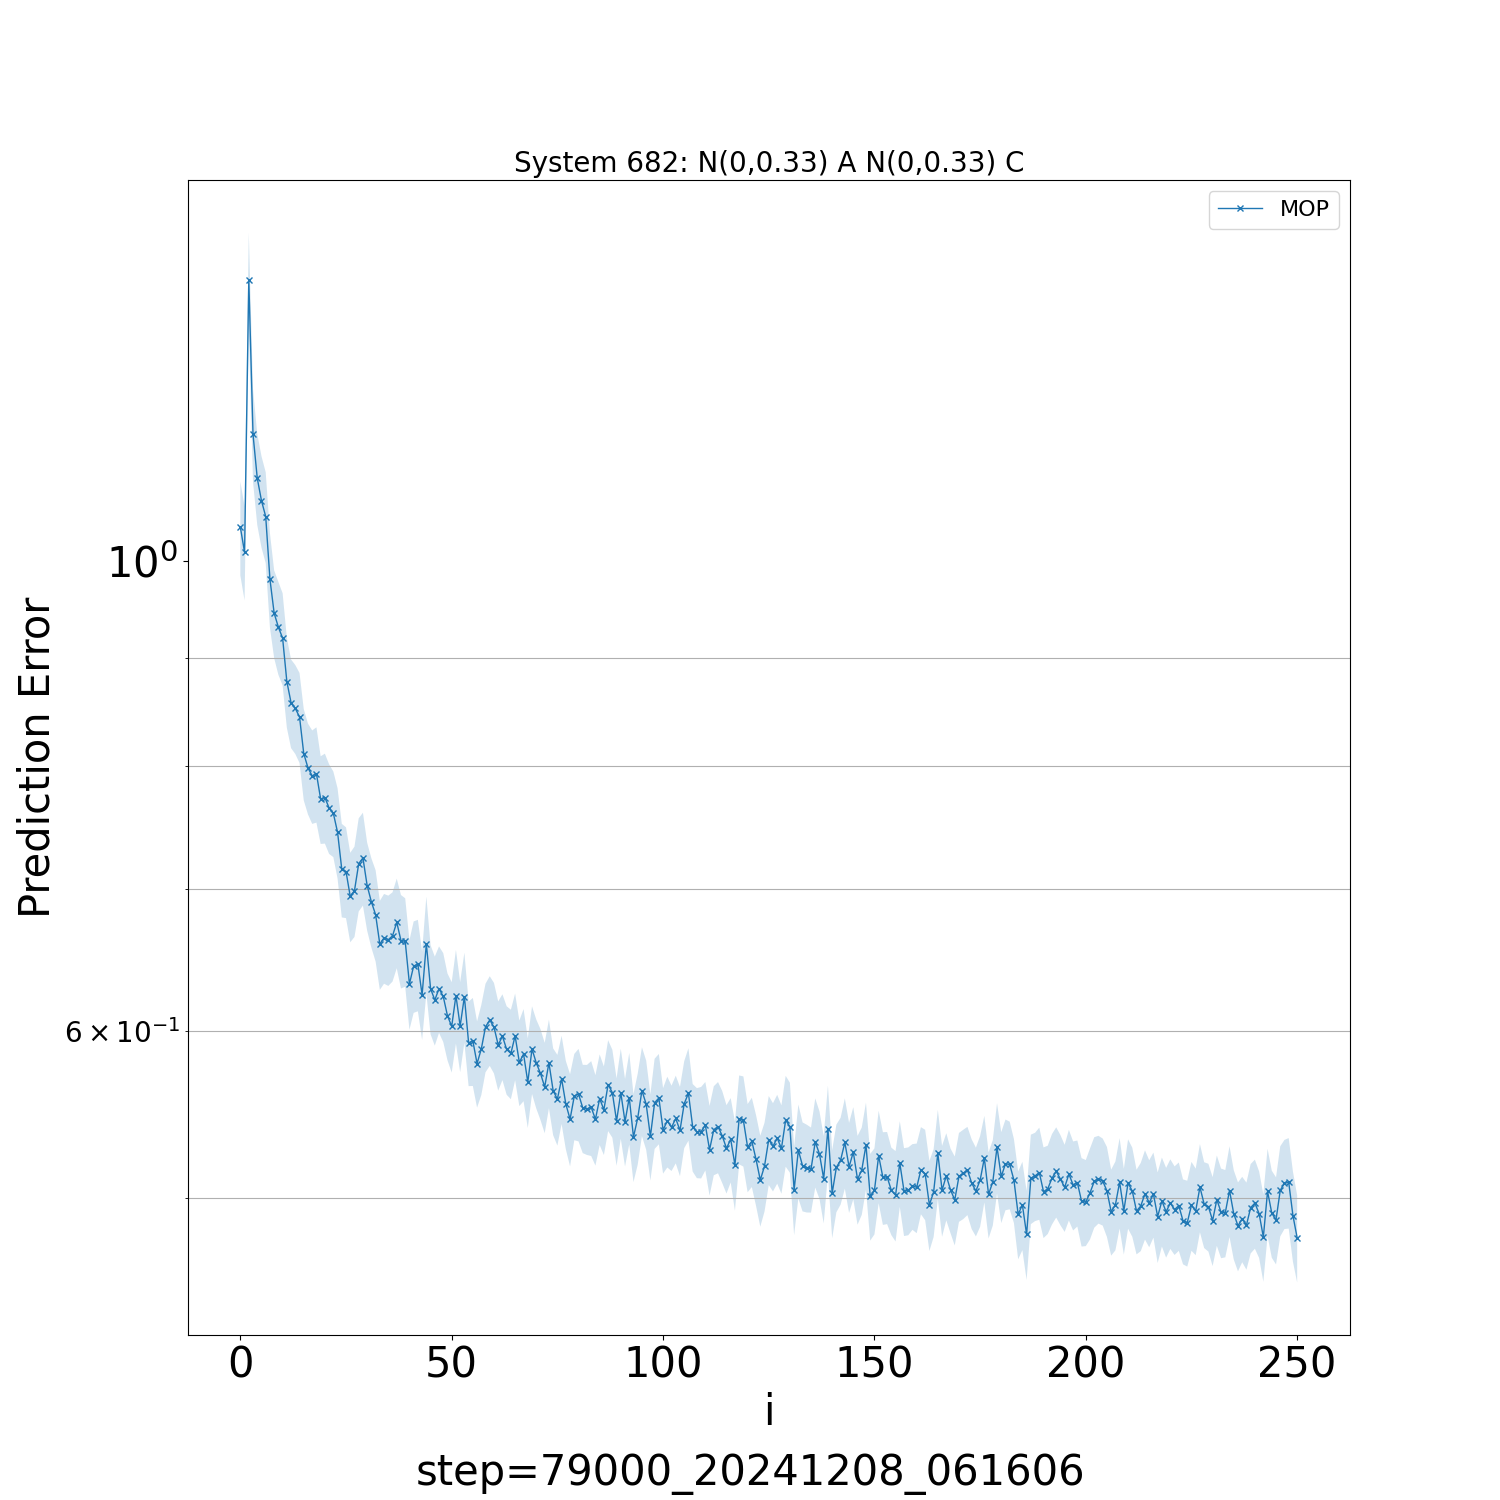 System 682: N(0,0.33) A N(0,0.33) C
MOP
10⁰
6 × 10⁻¹
Prediction Error
0 50 100 150 200 250
i
step=79000_20241208_061606